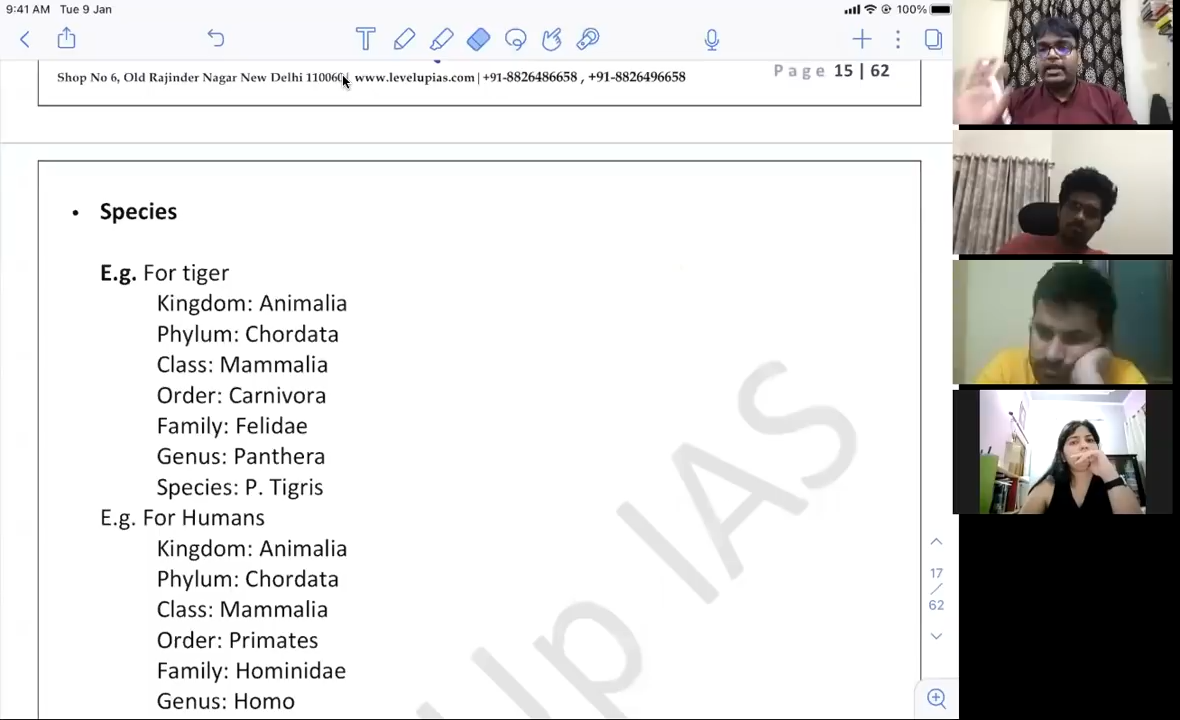 9:41 AM Tue 9 Jan
100%
Shop No 6, Old Rajinder Nagar New Delhi 110060| www.levelupias.com | +91-8826486658 , +91-8826496658
Page 15 | 62
• Species
E.g. For tiger
Kingdom: Animalia
Phylum: Chordata
Class: Mammalia
Order: Carnivora
Family: Felidae
Genus: Panthera
Species: P. Tigris
E.g. For Humans
Kingdom: Animalia
Phylum: Chordata
Class: Mammalia
Order: Primates
Family: Hominidae
Genus: Homo
Up IAS
17
/
62